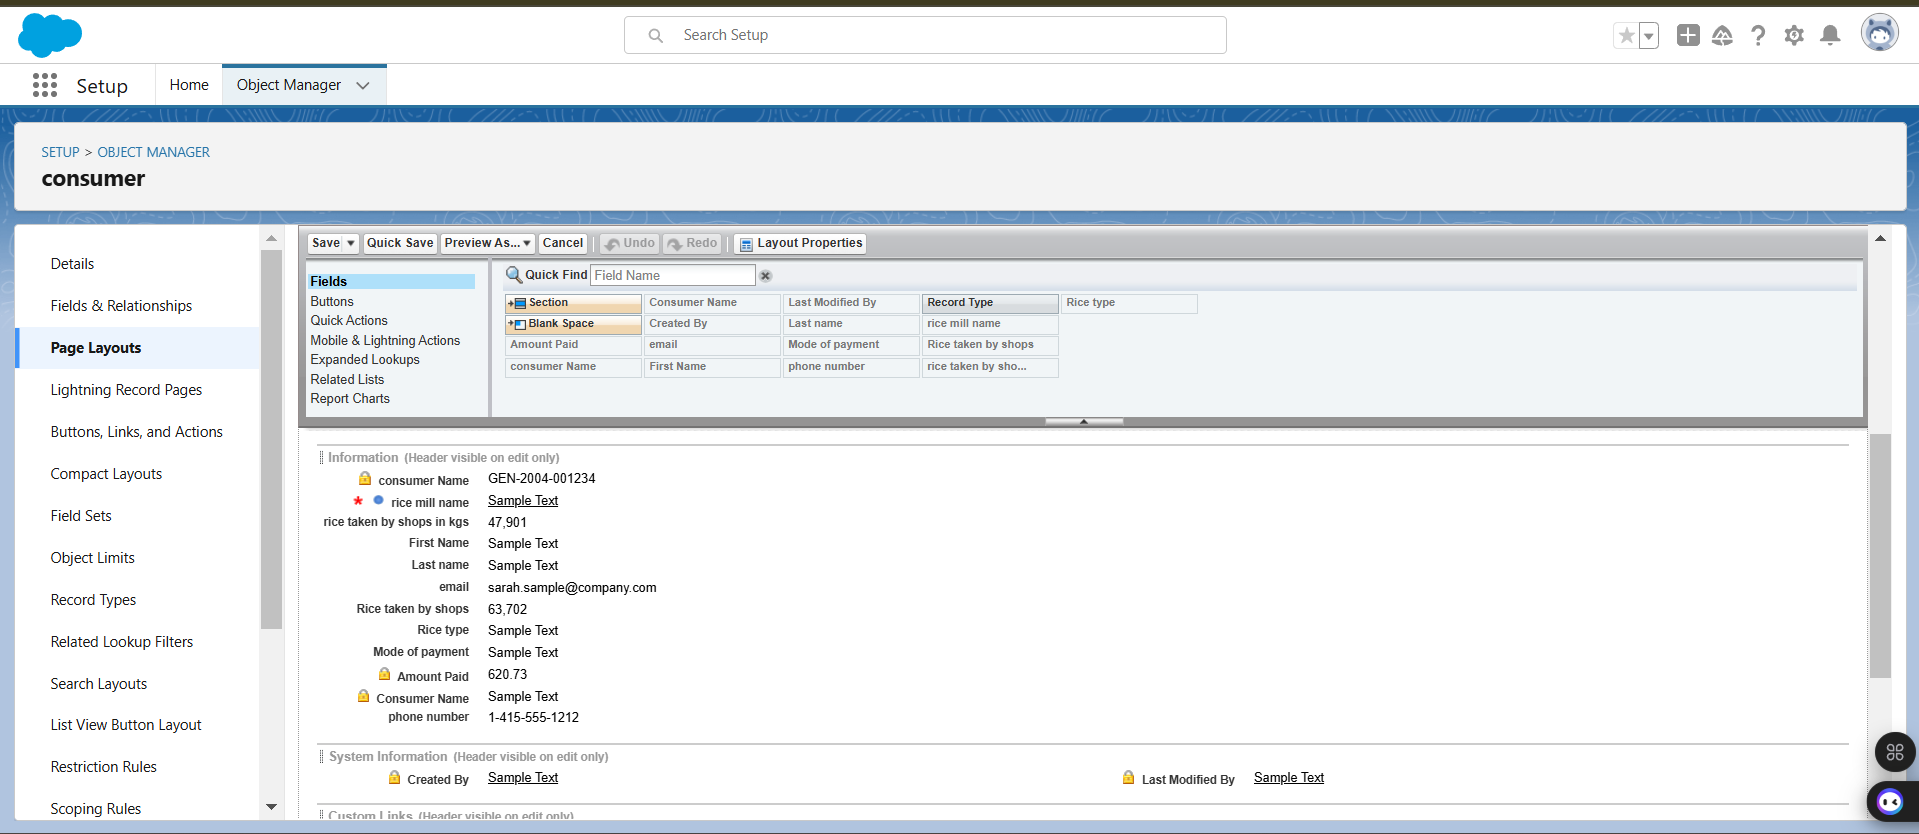 Search Setup
Setup
Home
Object Manager
SETUP > OBJECT MANAGER
consumer
Details
Fields & Relationships
Page Layouts
Lightning Record Pages
Buttons, Links, and Actions
Compact Layouts
Field Sets
Object Limits
Record Types
Related Lookup Filters
Search Layouts
List View Button Layout
Restriction Rules
Scoping Rules
Save Quick Save Preview As... Cancel Undo Redo Layout Properties
Fields
Buttons
Quick Actions
Mobile & Lightning Actions
Expanded Lookups
Related Lists
Report Charts
Quick Find Field Name
Section Consumer Name Last Modified By Record Type Rice type
Blank Space Created By Last name rice mill name
Amount Paid email Mode of payment Rice taken by shops
consumer Name First Name phone number rice taken by sho...
Information (Header visible on edit only)
consumer Name GEN-2004-001234
* rice mill name Sample Text
rice taken by shops in kgs 47,901
First Name Sample Text
Last name Sample Text
email sarah.sample@company.com
Rice taken by shops 63,702
Rice type Sample Text
Mode of payment Sample Text
Amount Paid 620.73
Consumer Name Sample Text
phone number 1-415-555-1212
System Information (Header visible on edit only)
Created By Sample Text Last Modified By Sample Text
Custom Links (Header visible on edit only)